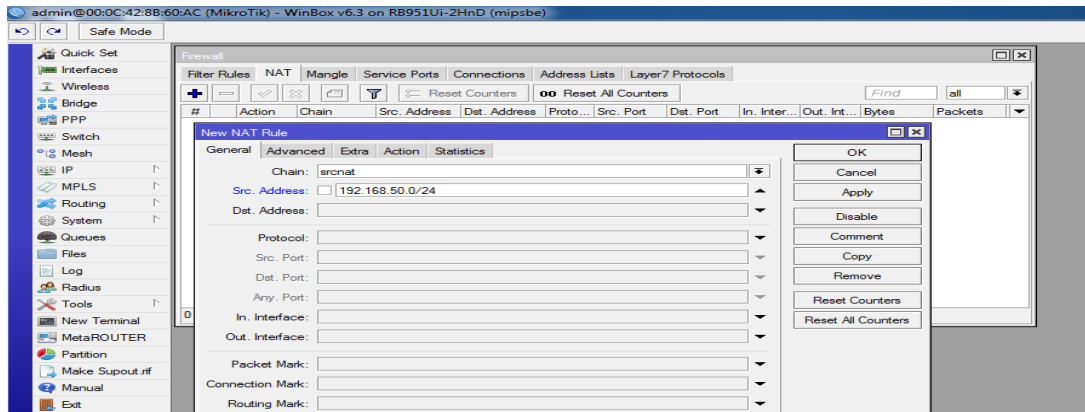 admin@00:0C:42:8B:60:AC (MikroTik) - WinBox v6.3 on RB951Ui-2HnD (mipsbe)
Safe Mode
Quick Set
Interfaces
Wireless
Bridge
PPP
Switch
Mesh
IP
MPLS
Routing
System
Queues
Files
Log
Radius
Tools
New Terminal
MetaROUTER
Partition
Make Supout.rif
Manual
Exit
Firewall
Filter Rules NAT Mangle Service Ports Connections Address Lists Layer7 Protocols
Reset Counters 00 Reset All Counters Find all
# Action Chain Src. Address Dst. Address Proto... Src. Port Dst. Port In. Inter... Out. Int... Bytes Packets
0
New NAT Rule
General Advanced Extra Action Statistics
Chain: srcnat
Src. Address: 192.168.50.0/24
Dst. Address:
Protocol:
Src. Port:
Dst. Port:
Any. Port:
In. Interface:
Out. Interface:
Packet Mark:
Connection Mark:
Routing Mark:
OK
Cancel
Apply
Disable
Comment
Copy
Remove
Reset Counters
Reset All Counters